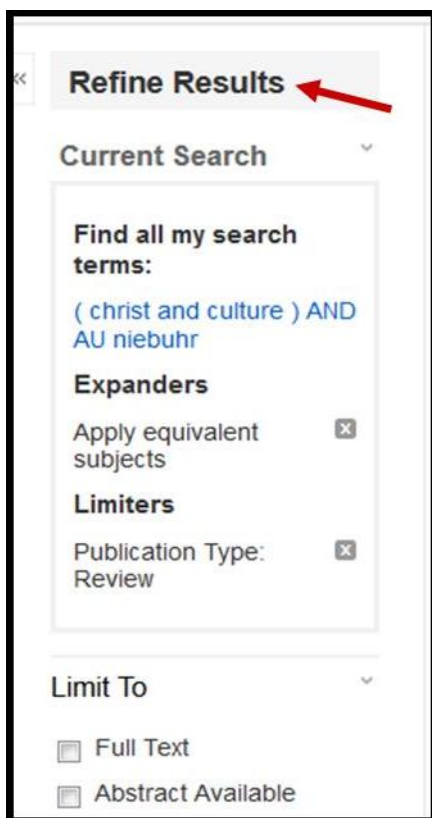 «
Refine Results
Current Search
Find all my search
terms:
( christ and culture ) AND
AU niebuhr
Expanders
Apply equivalent
subjects
Limiters
Publication Type:
Review
Limit To
Full Text
Abstract Available